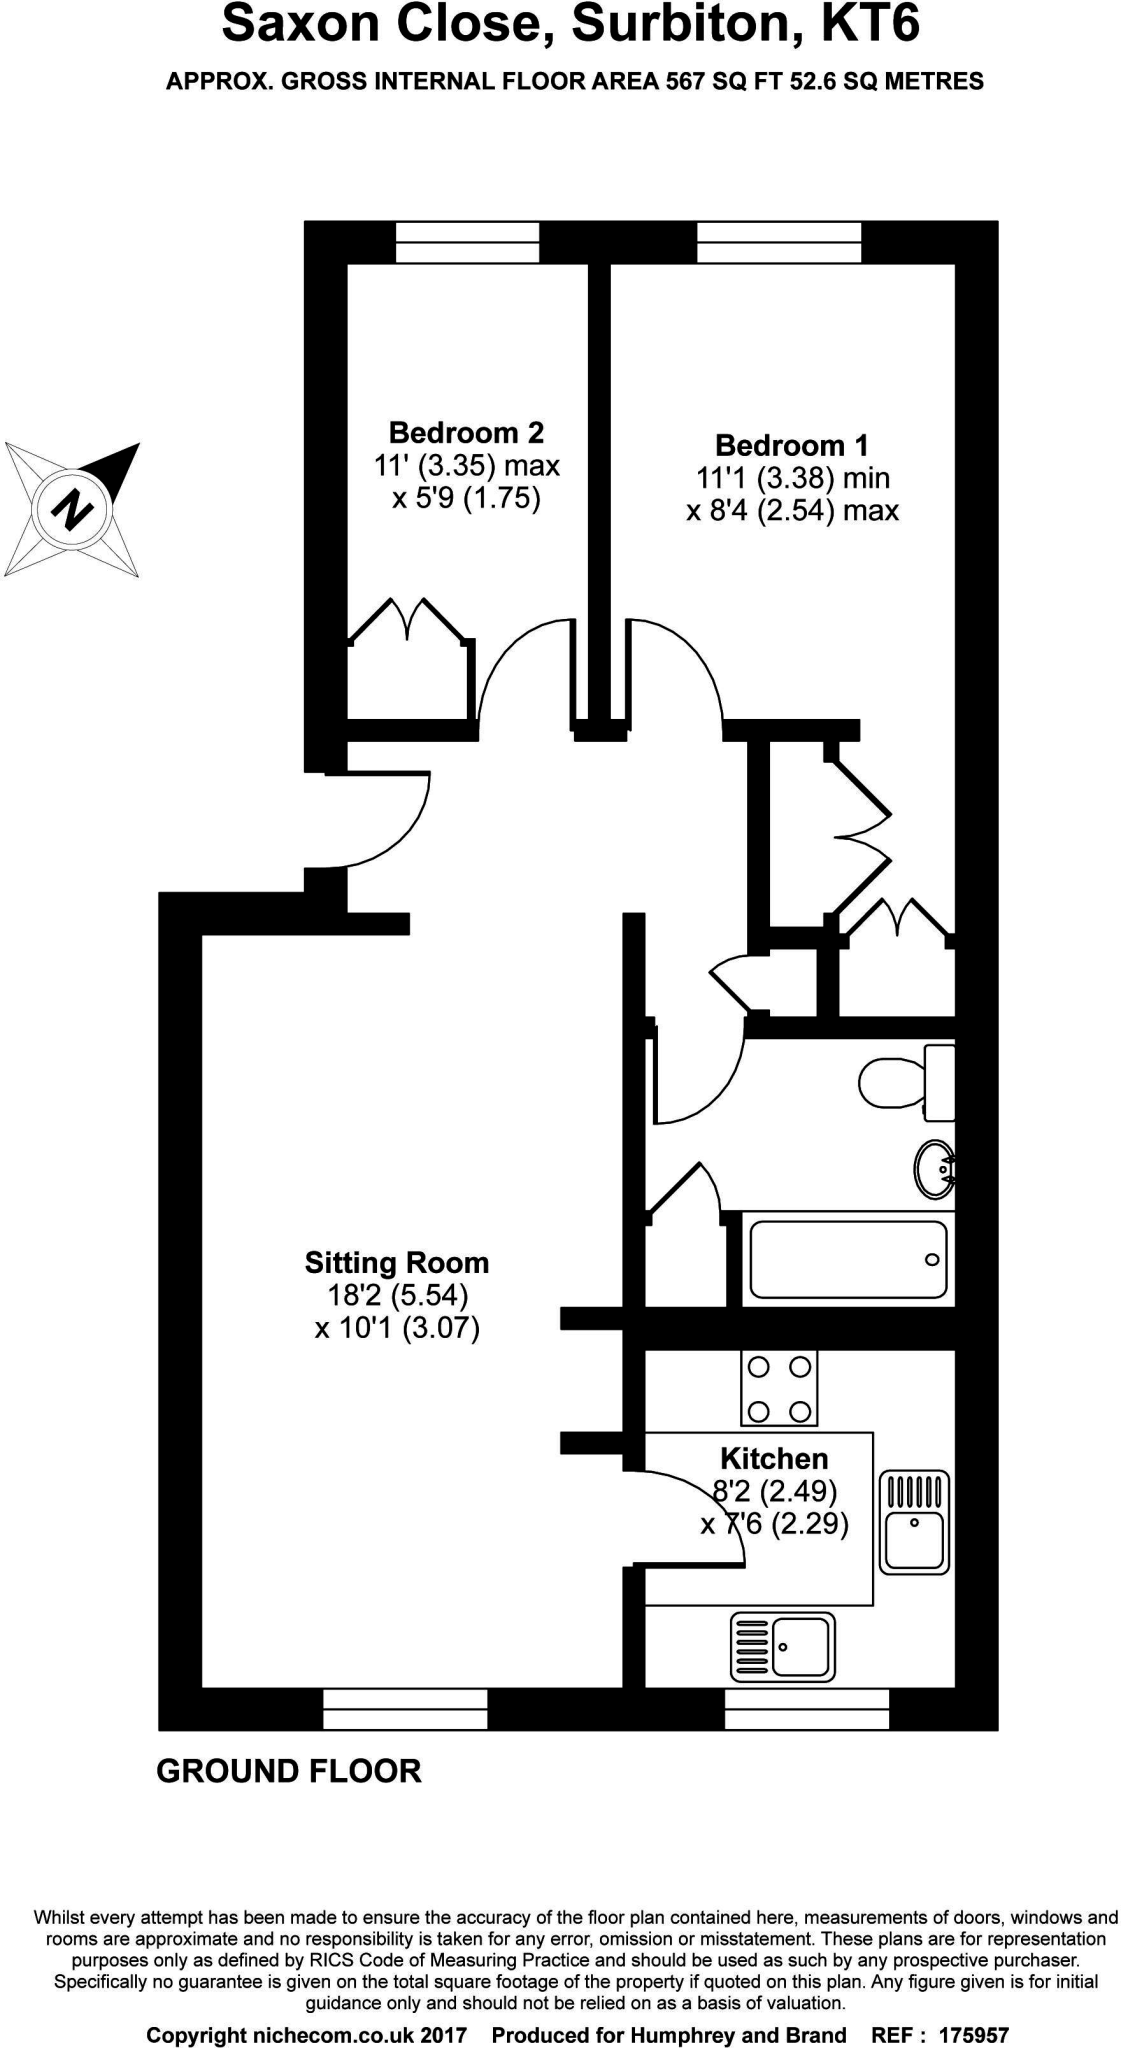 Saxon Close, Surbiton, KT6
APPROX. GROSS INTERNAL FLOOR AREA 567 SQ FT 52.6 SQ METRES
Bedroom 2
11' (3.35) max
x 5'9 (1.75)
Bedroom 1
11'1 (3.38) min
x 8'4 (2.54) max
N
Sitting Room
18'2 (5.54)
x 10'1 (3.07)
Kitchen
8'2 (2.49)
x 7'6 (2.29)
GROUND FLOOR
Whilst every attempt has been made to ensure the accuracy of the floor plan contained here, measurements of doors, windows and
rooms are approximate and no responsibility is taken for any error, omission or misstatement. These plans are for representation
purposes only as defined by RICS Code of Measuring Practice and should be used as such by any prospective purchaser.
Specifically no guarantee is given on the total square footage of the property if quoted on this plan. Any figure given is for initial
guidance only and should not be relied on as a basis of valuation.
Copyright nichecom.co.uk 2017 Produced for Humphrey and Brand REF : 175957